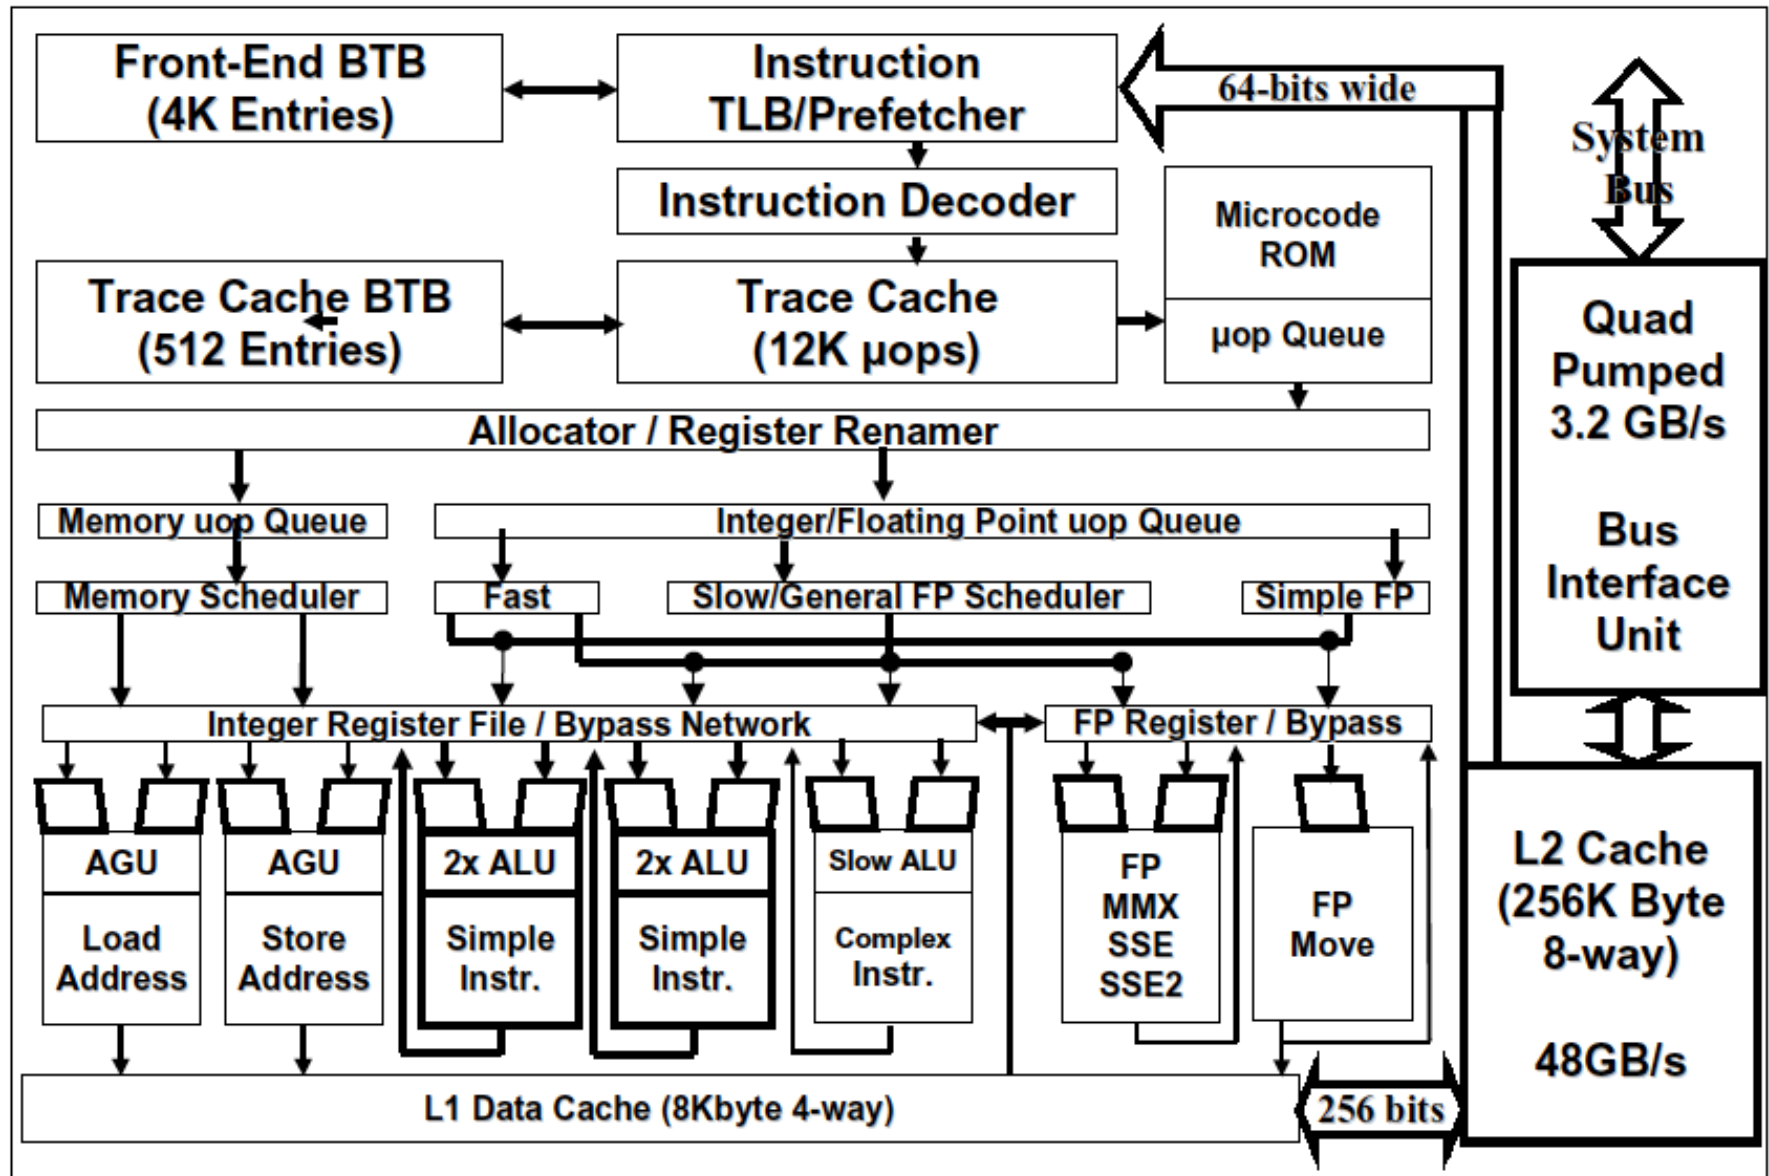 Front-End BTB
(4K Entries)
Instruction
TLB/Prefetcher
64-bits wide
System
Bus
Instruction Decoder
Microcode
ROM
Trace Cache BTB
(512 Entries)
Trace Cache
(12K µops)
µop Queue
Quad
Pumped
3.2 GB/s
Bus
Interface
Unit
Allocator / Register Renamer
Memory uop Queue
Integer/Floating Point uop Queue
Memory Scheduler
Fast
Slow/General FP Scheduler
Simple FP
Integer Register File / Bypass Network
FP Register / Bypass
AGU
Load
Address
AGU
Store
Address
2x ALU
Simple
Instr.
2x ALU
Simple
Instr.
Slow ALU
Complex
Instr.
FP
MMX
SSE
SSE2
FP
Move
L2 Cache
(256K Byte
8-way)
48GB/s
L1 Data Cache (8Kbyte 4-way)
256 bits